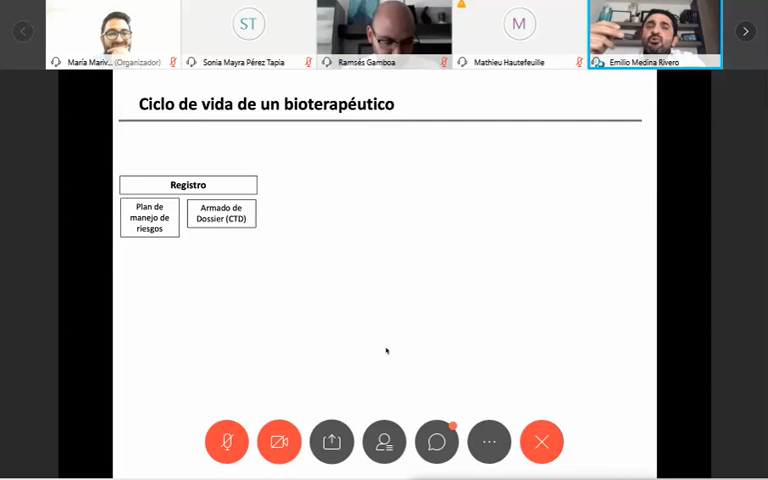 ST
M
María Mariv... (Organizador)
Sonia Mayra Pérez Tapia
Ramsés Gamboa
Mathieu Hautefeuille
Emilio Medina Rivero
Ciclo de vida de un bioterapéutico
Registro
Plan de
manejo de
riesgos
Armado de
Dossier (CTD)